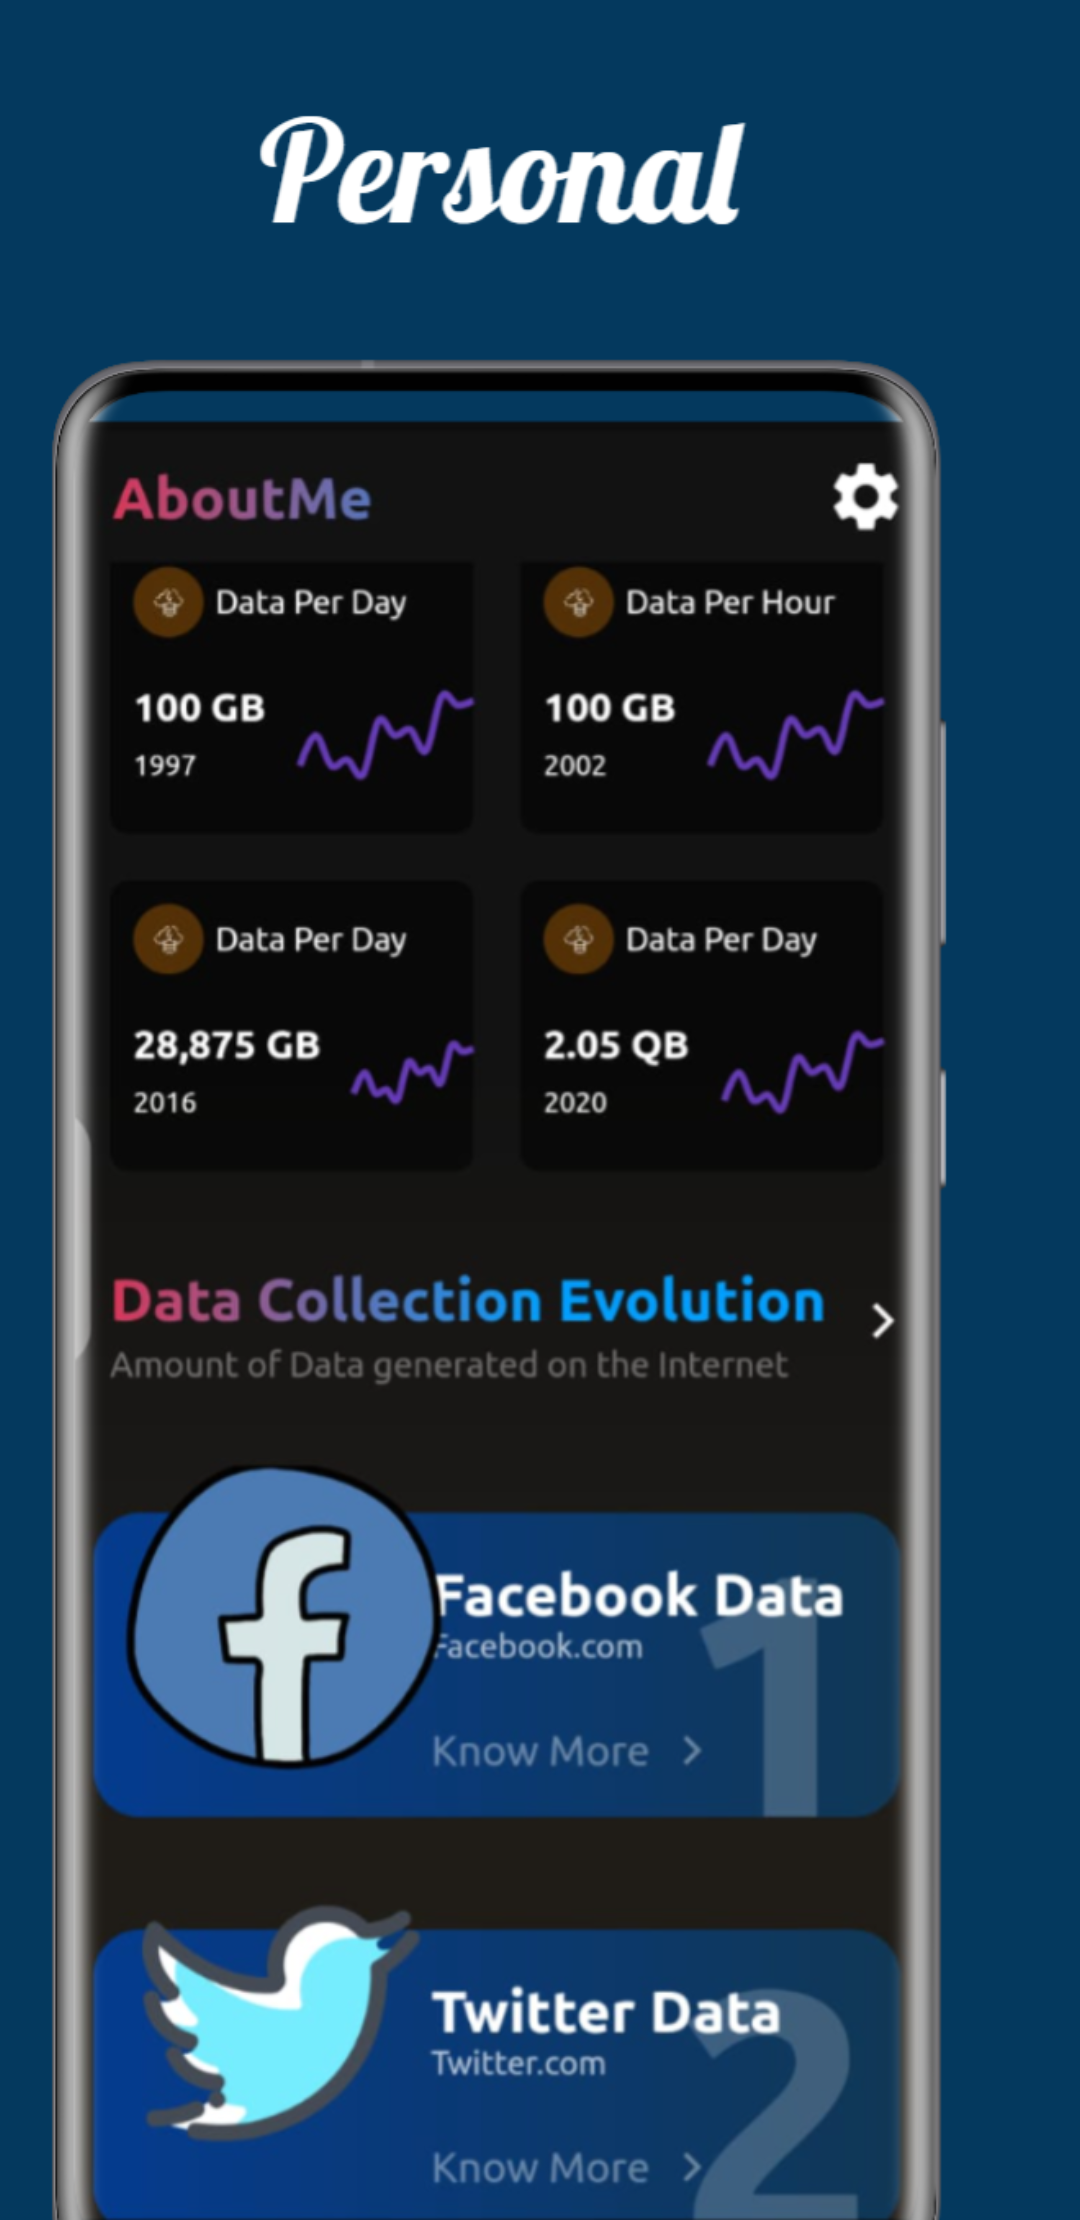 Personal
AboutMe
Data Per Day
100 GB
1997
Data Per Hour
100 GB
2002
Data Per Day
28,875 GB
2016
Data Per Day
2.05 QB
2020
Data Collection Evolution
Amount of Data generated on the Internet
Facebook Data
Facebook.com
Know More
1
Twitter Data
Twitter.com
Know More
2